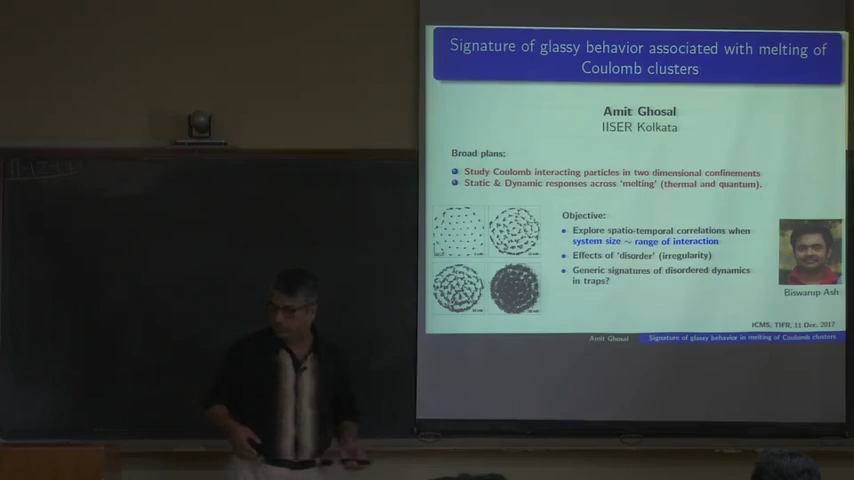 Signature of glassy behavior associated with melting of
Coulomb clusters
Amit Ghosal
IISER Kolkata
Broad plans:
Study Coulomb interacting particles in two dimensional confinements
Static & Dynamic responses across 'melting' (thermal and quantum).
Objective:
Explore spatio-temporal correlations when
system size ~ range of interaction
Effects of 'disorder' (irregularity)
Generic signatures of disordered dynamics
in traps?
Biswarup Ash
ICMS, TIFR, 11 Dec, 2017
Amit Ghosal
Signature of glassy behavior in melting of Coulomb clusters